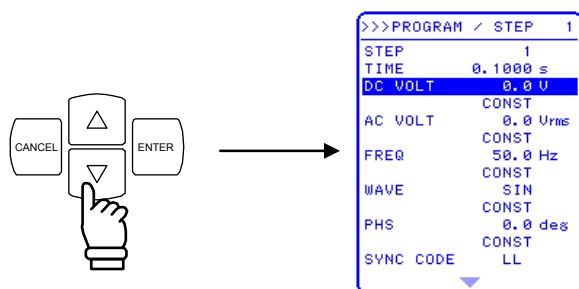 CANCEL
ENTER
>>>PROGRAM / STEP 1
STEP 1
TIME 0.1000 s
DC VOLT 0.0 V
CONST
AC VOLT 0.0 Vrms
CONST
FREQ 50.0 Hz
CONST
WAVE SIN
CONST
PHS 0.0 deg
CONST
SYNC CODE LL